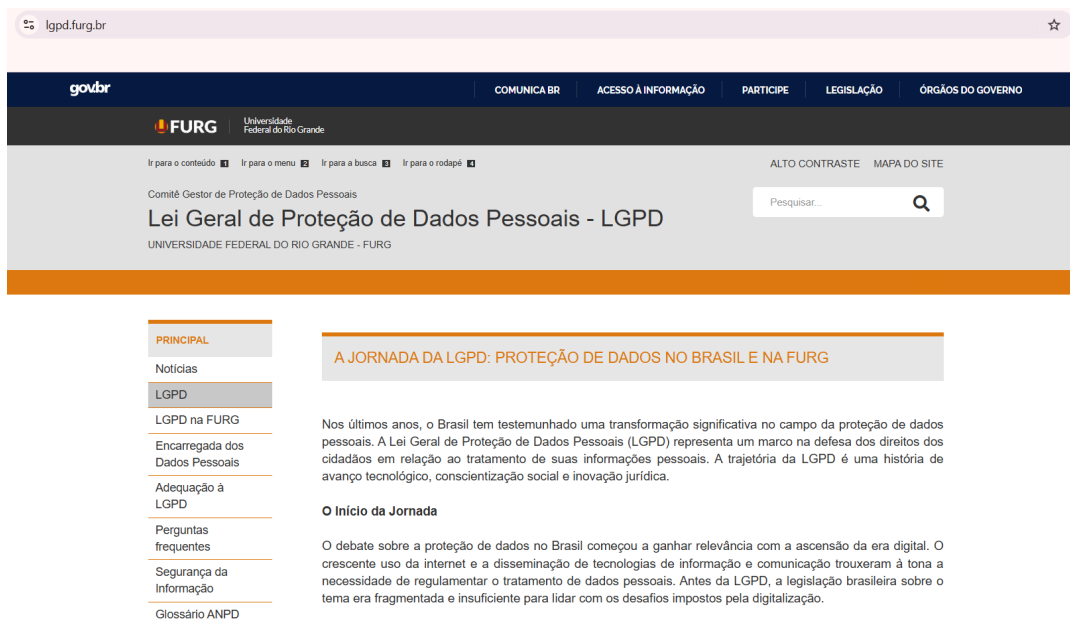 lgpd.furg.br
gov.br
COMUNICA BR
ACESSO À INFORMAÇÃO
PARTICIPE
LEGISLAÇÃO
ÓRGÃOS DO GOVERNO
FURG
Universidade
Federal do Rio Grande
Ir para o conteúdo 1 Ir para o menu 2 Ir para a busca 3 Ir para o rodapé 4
ALTO CONTRASTE MAPA DO SITE
Comitê Gestor de Proteção de Dados Pessoais
Lei Geral de Proteção de Dados Pessoais - LGPD
UNIVERSIDADE FEDERAL DO RIO GRANDE - FURG
Pesquisar...
PRINCIPAL
Notícias
LGPD
LGPD na FURG
Encarregada dos
Dados Pessoais
Adequação à
LGPD
Perguntas
frequentes
Segurança da
Informação
Glossário ANPD
A JORNADA DA LGPD: PROTEÇÃO DE DADOS NO BRASIL E NA FURG
Nos últimos anos, o Brasil tem testemunhado uma transformação significativa no campo da proteção de dados
pessoais. A Lei Geral de Proteção de Dados Pessoais (LGPD) representa um marco na defesa dos direitos dos
cidadãos em relação ao tratamento de suas informações pessoais. A trajetória da LGPD é uma história de
avanço tecnológico, conscientização social e inovação jurídica.
O Início da Jornada
O debate sobre a proteção de dados no Brasil começou a ganhar relevância com a ascensão da era digital. O
crescente uso da internet e a disseminação de tecnologias de informação e comunicação trouxeram à tona a
necessidade de regulamentar o tratamento de dados pessoais. Antes da LGPD, a legislação brasileira sobre o
tema era fragmentada e insuficiente para lidar com os desafios impostos pela digitalização.